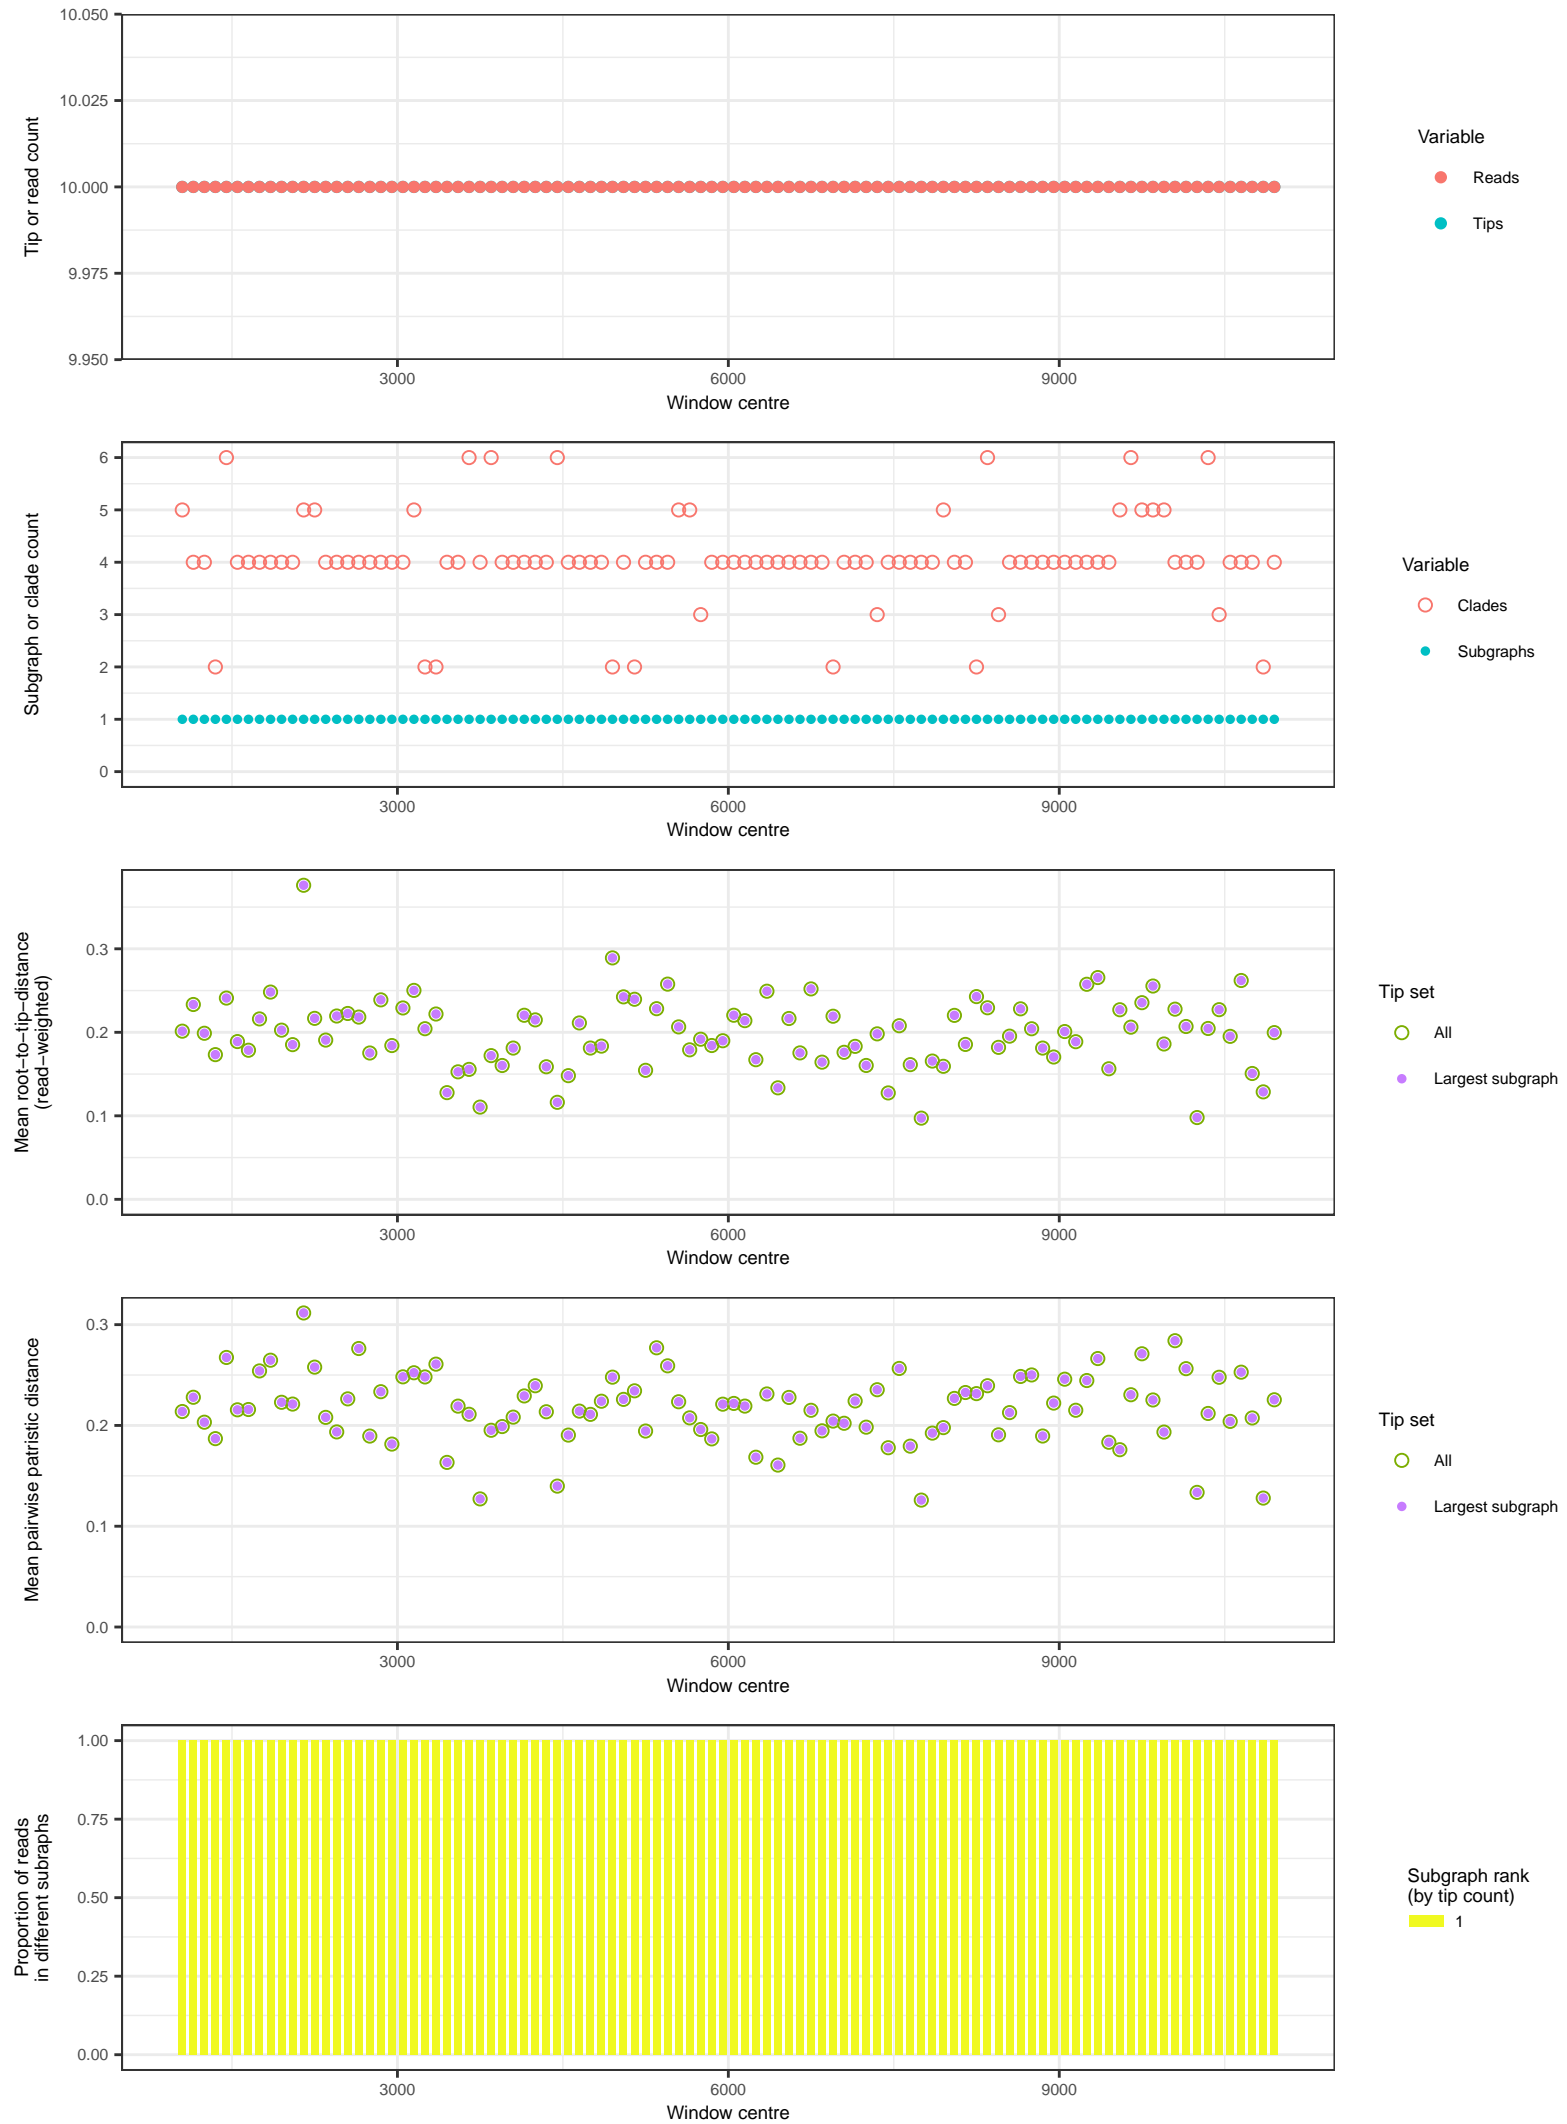 10.050
10.025
10.000
9.975
9.950
Tip or read count
3000
6000
9000
Window centre
Variable
Reads
Tips
6
5
4
3
2
1
0
Subgraph or clade count
3000
6000
9000
Window centre
Variable
Clades
Subgraphs
0.3
0.2
0.1
0.0
Mean root−to−tip−distance
(read−weighted)
3000
6000
9000
Window centre
Tip set
All
Largest subgraph
0.3
0.2
0.1
0.0
Mean pairwise patristic distance
3000
6000
9000
Window centre
Tip set
All
Largest subgraph
1.00
0.75
0.50
0.25
0.00
Proportion of reads
in different subraphs
3000
6000
9000
Window centre
Subgraph rank
(by tip count)
1